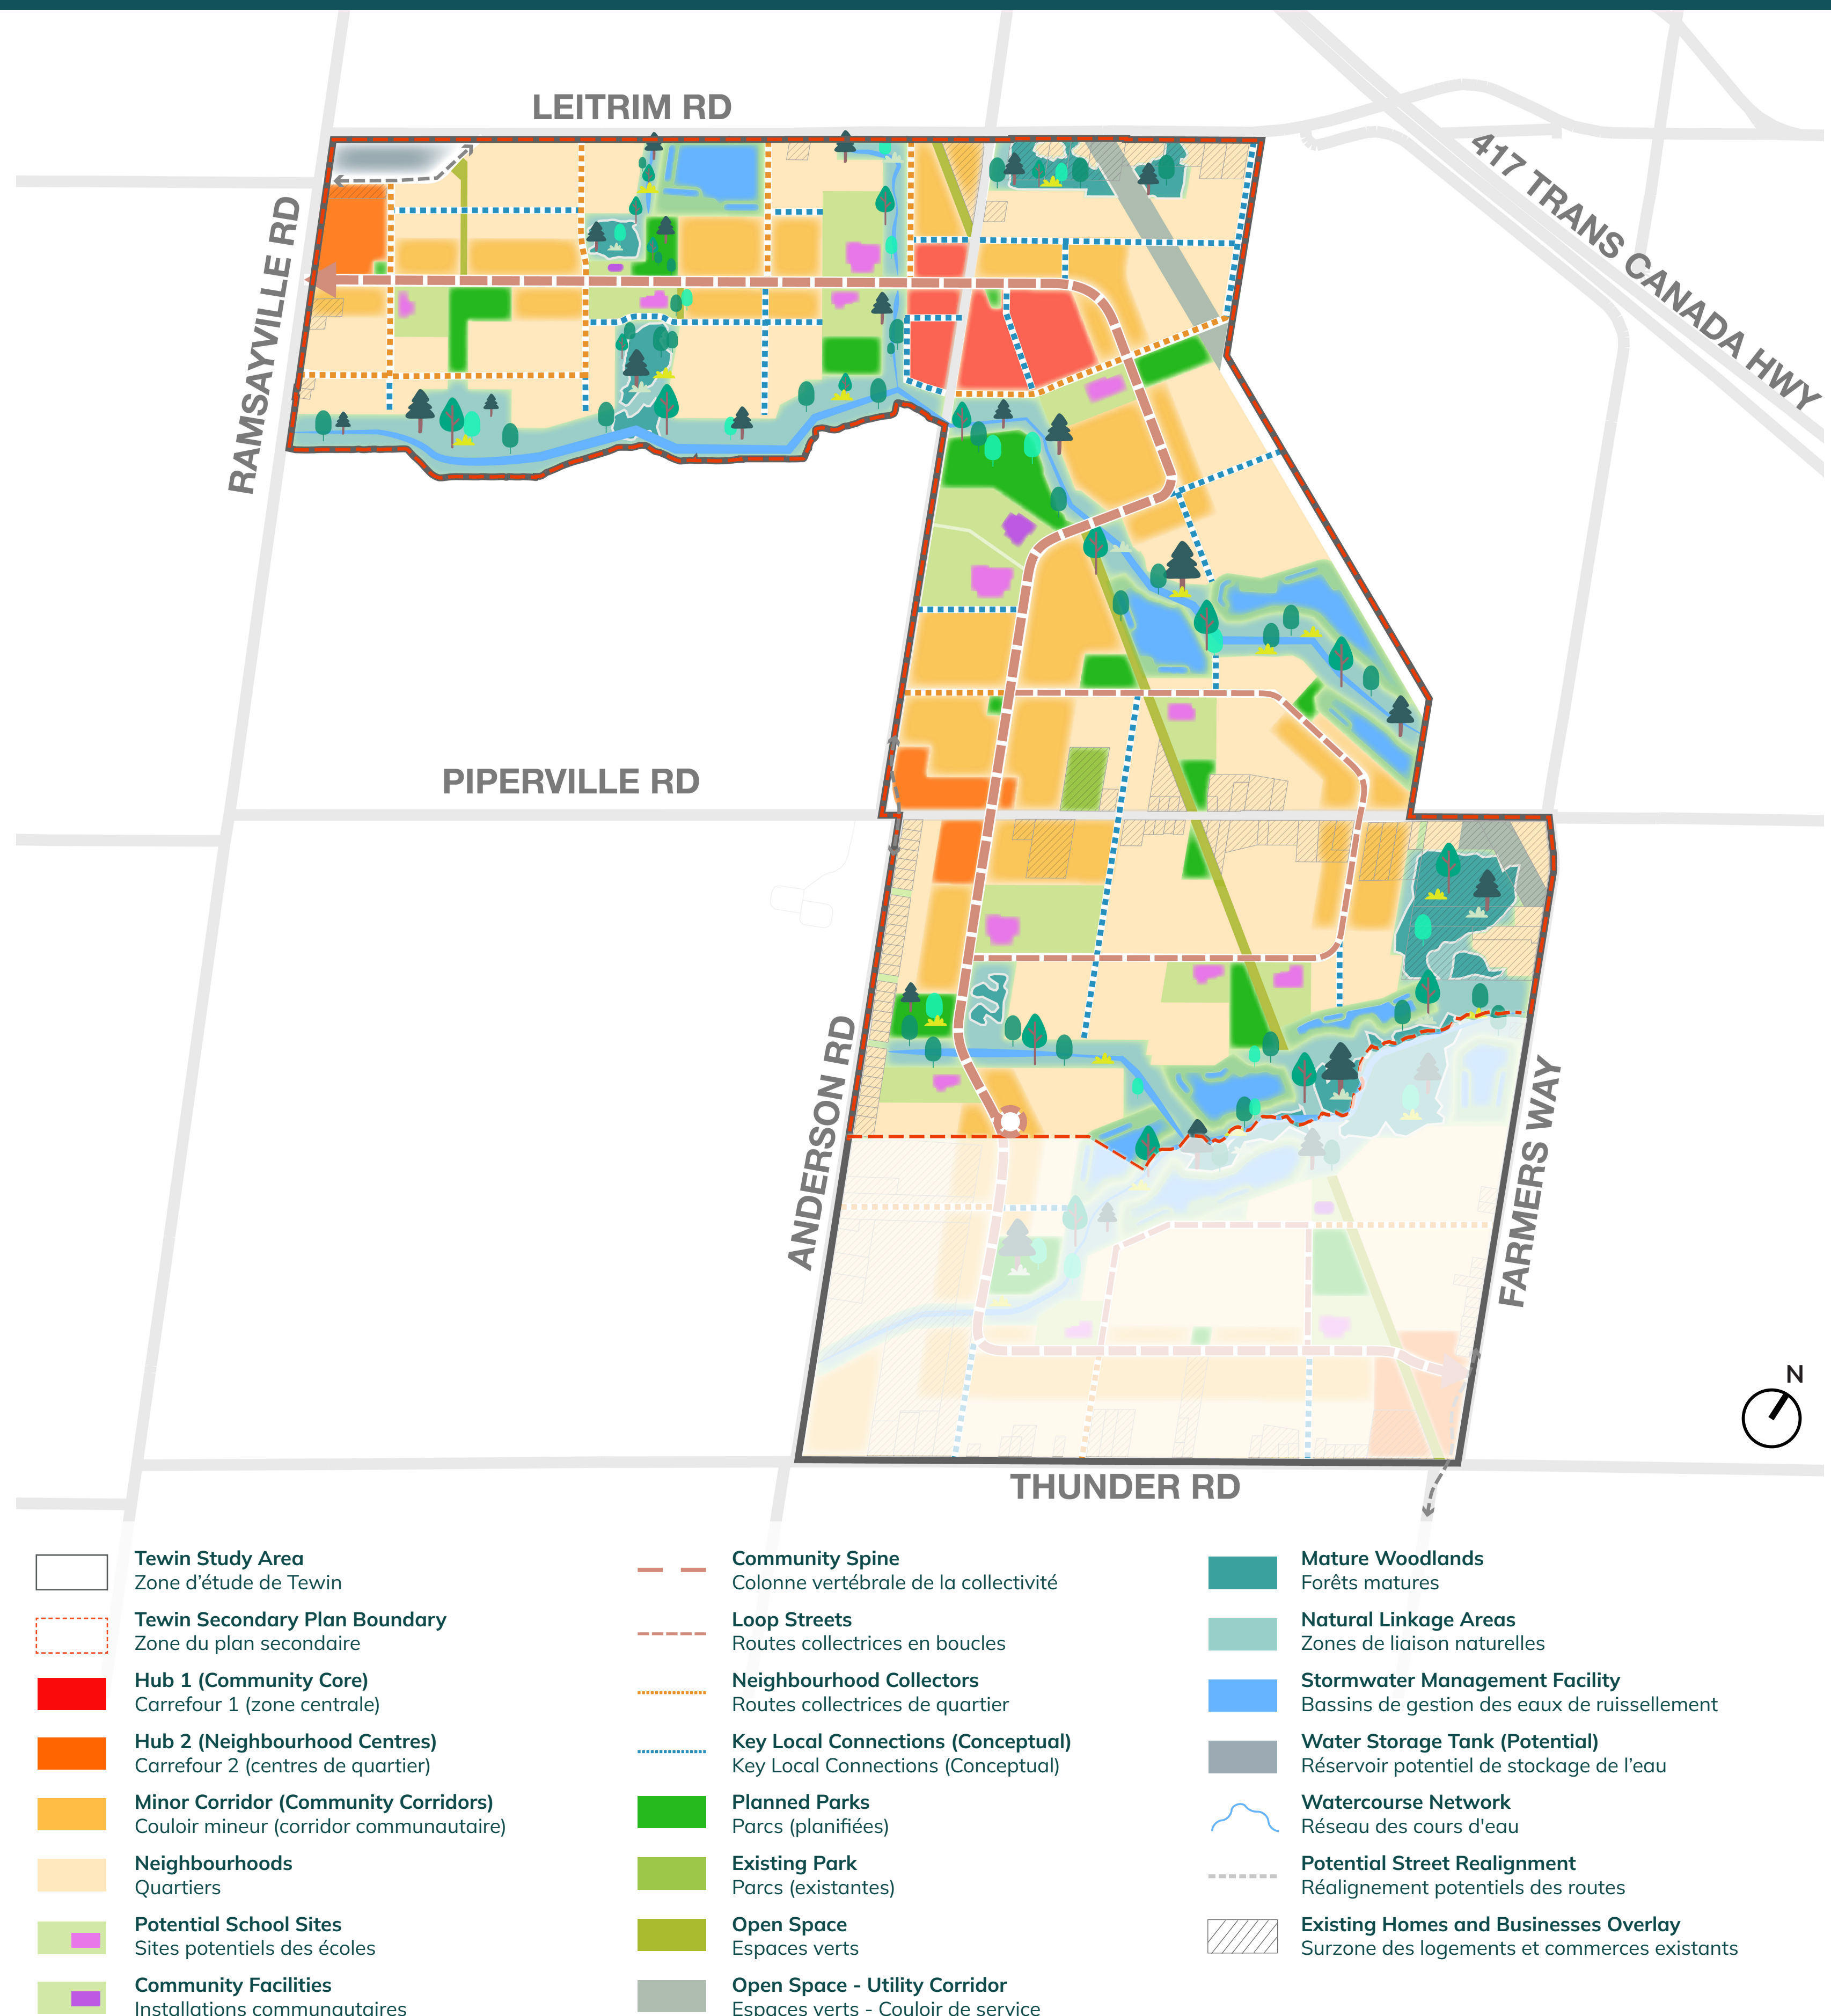 LEITRIM RD
417 TRANS CANADA HWY
RAMSAYVILLE RD
PIPERVILLE RD
ANDERSON RD
FARMERS WAY
N
THUNDER RD
Tewin Study Area
Zone d'étude de Tewin
Tewin Secondary Plan Boundary
Zone du plan secondaire
Hub 1 (Community Core)
Carrefour 1 (zone centrale)
Hub 2 (Neighbourhood Centres)
Carrefour 2 (centres de quartier)
Minor Corridor (Community Corridors)
Couloir mineur (corridor communautaire)
Neighbourhoods
Quartiers
Potential School Sites
Sites potentiels des écoles
Community Facilities
Installations communautaires
Community Spine
Colonne vertébrale de la collectivité
Loop Streets
Routes collectrices en boucles
Neighbourhood Collectors
Routes collectrices de quartier
Key Local Connections (Conceptual)
Key Local Connections (Conceptual)
Planned Parks
Parcs (planifiées)
Existing Park
Parcs (existantes)
Open Space
Espaces verts
Open Space - Utility Corridor
Espaces verts - Couloir de service
Mature Woodlands
Forêts matures
Natural Linkage Areas
Zones de liaison naturelles
Stormwater Management Facility
Bassins de gestion des eaux de ruissellement
Water Storage Tank (Potential)
Réservoir potentiel de stockage de l'eau
Watercourse Network
Réseau des cours d'eau
Potential Street Realignment
Réalignement potentiels des routes
Existing Homes and Businesses Overlay
Surzone des logements et commerces existants